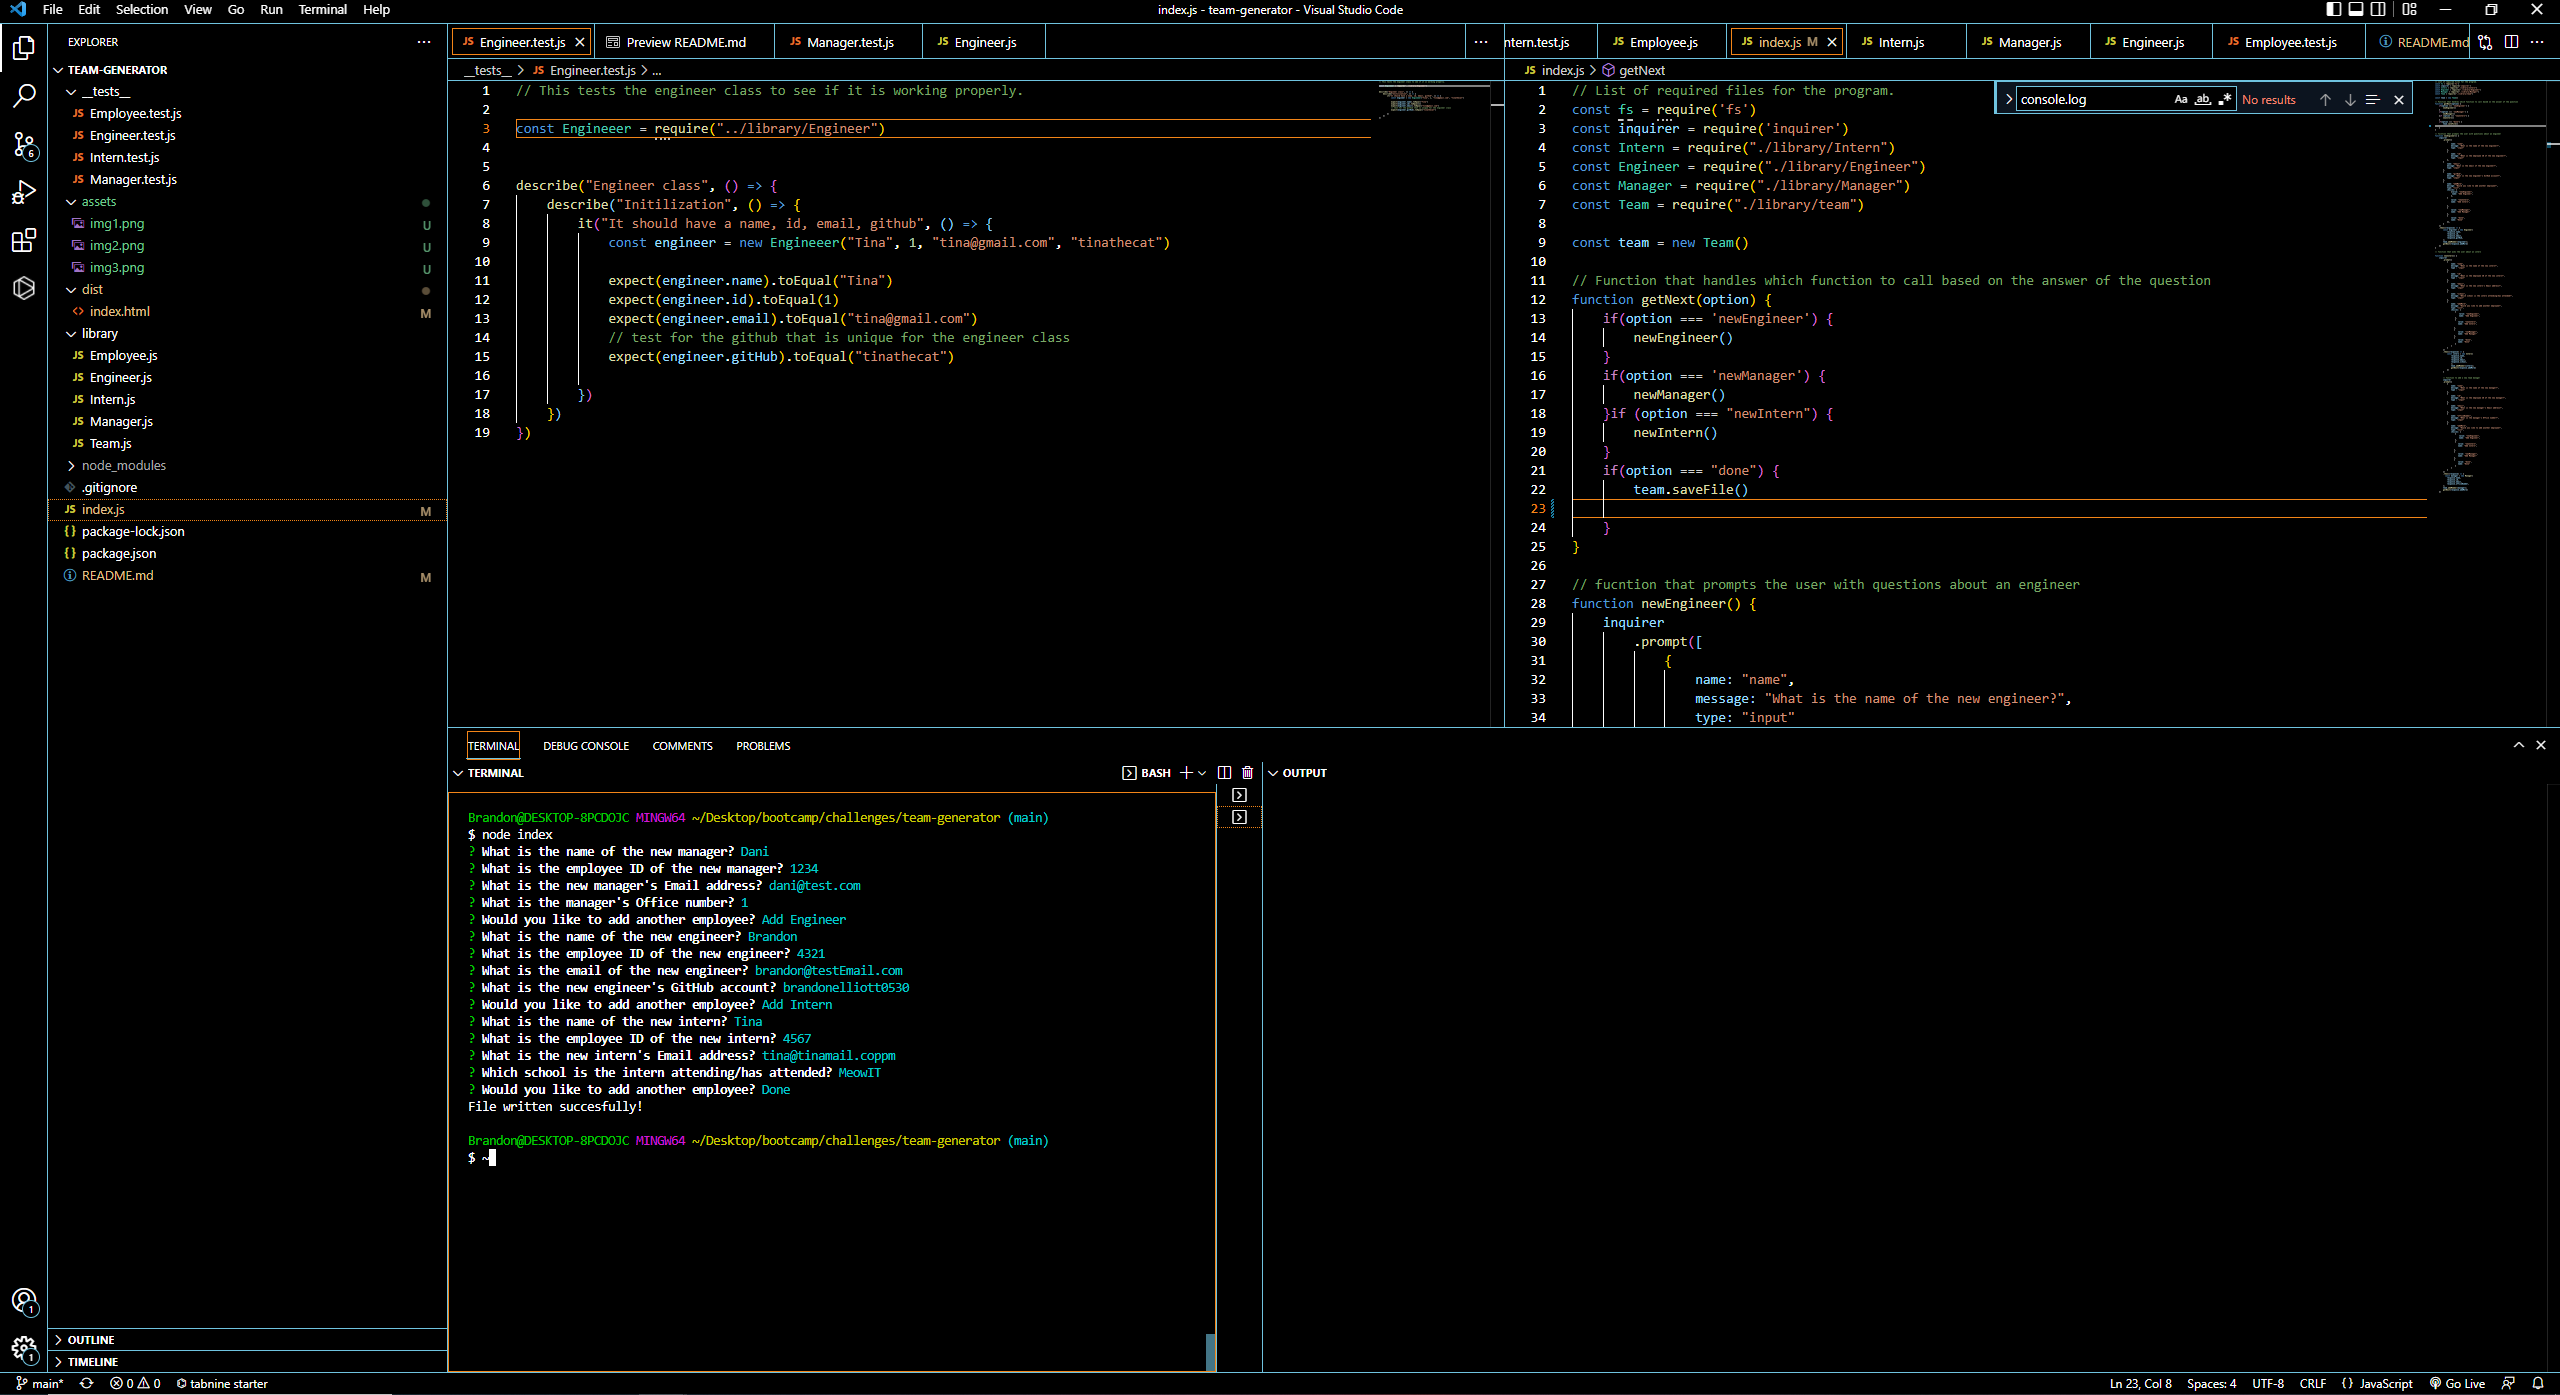 File Edit Selection View Go Run Terminal Help
index.js - team-generator - Visual Studio Code
EXPLORER
TEAM-GENERATOR
__tests__
JS Employee.test.js
JS Engineer.test.js
JS Intern.test.js
JS Manager.test.js
assets
img1.png U
img2.png U
img3.png U
dist
<> index.html M
library
JS Employee.js
JS Engineer.js
JS Intern.js
JS Manager.js
JS Team.js
node_modules
.gitignore
JS index.js M
{} package-lock.json
{} package.json
README.md M
OUTLINE
TIMELINE
6
1
1
JS Engineer.test.js Preview README.md JS Manager.test.js JS Engineer.js
__tests__ > JS Engineer.test.js > ...
1 // This tests the engineer class to see if it is working properly.
2
3 const Engineeer = require("../library/Engineer")
4
5
6 describe("Engineer class", () => {
7 describe("Initilization", () => {
8 it("It should have a name, id, email, github", () => {
9 const engineer = new Engineeer("Tina", 1, "tina@gmail.com", "tinathecat")
10
11 expect(engineer.name).toEqual("Tina")
12 expect(engineer.id).toEqual(1)
13 expect(engineer.email).toEqual("tina@gmail.com")
14 // test for the github that is unique for the engineer class
15 expect(engineer.gitHub).toEqual("tinathecat")
16
17 })
18 })
19 })
ntern.test.js JS Employee.js JS index.js M JS Intern.js JS Manager.js JS Engineer.js JS Employee.test.js README.md
JS index.js > getNext
console.log Aa ab .* No results
1 // List of required files for the program.
2 const fs = require('fs')
3 const inquirer = require('inquirer')
4 const Intern = require("./library/Intern")
5 const Engineer = require("./library/Engineer")
6 const Manager = require("./library/Manager")
7 const Team = require("./library/team")
8
9 const team = new Team()
10
11 // Function that handles which function to call based on the answer of the question
12 function getNext(option) {
13 if(option === 'newEngineer') {
14 newEngineer()
15 }
16 if(option === 'newManager') {
17 newManager()
18 }if (option === "newIntern") {
19 newIntern()
20 }
21 if(option === "done") {
22 team.saveFile()
23
24 }
25 }
26
27 // fucntion that prompts the user with questions about an engineer
28 function newEngineer() {
29 inquirer
30 .prompt([
31 {
32 name: "name",
33 message: "What is the name of the new engineer?",
34 type: "input"
TERMINAL DEBUG CONSOLE COMMENTS PROBLEMS
TERMINAL
BASH
OUTPUT
Brandon@DESKTOP-8PCDOJC MINGW64 ~/Desktop/bootcamp/challenges/team-generator (main)
$ node index
? What is the name of the new manager? Dani
? What is the employee ID of the new manager? 1234
? What is the new manager's Email address? dani@test.com
? What is the manager's Office number? 1
? Would you like to add another employee? Add Engineer
? What is the name of the new engineer? Brandon
? What is the employee ID of the new engineer? 4321
? What is the email of the new engineer? brandon@testEmail.com
? What is the new engineer's GitHub account? brandonelliott0530
? Would you like to add another employee? Add Intern
? What is the name of the new intern? Tina
? What is the employee ID of the new intern? 4567
? What is the new intern's Email address? tina@tinamail.coppm
? Which school is the intern attending/has attended? MeowIT
? Would you like to add another employee? Done
File written succesfully!
Brandon@DESKTOP-8PCDOJC MINGW64 ~/Desktop/bootcamp/challenges/team-generator (main)
$ ~
main* 0 0 tabnine starter
Ln 23, Col 8 Spaces: 4 UTF-8 CRLF {} JavaScript Go Live